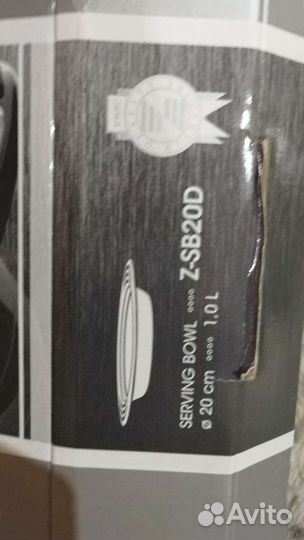 SERVING BOWL °°°° Z-SB20D
ø 20 cm °°°° 1,0 L
Avito